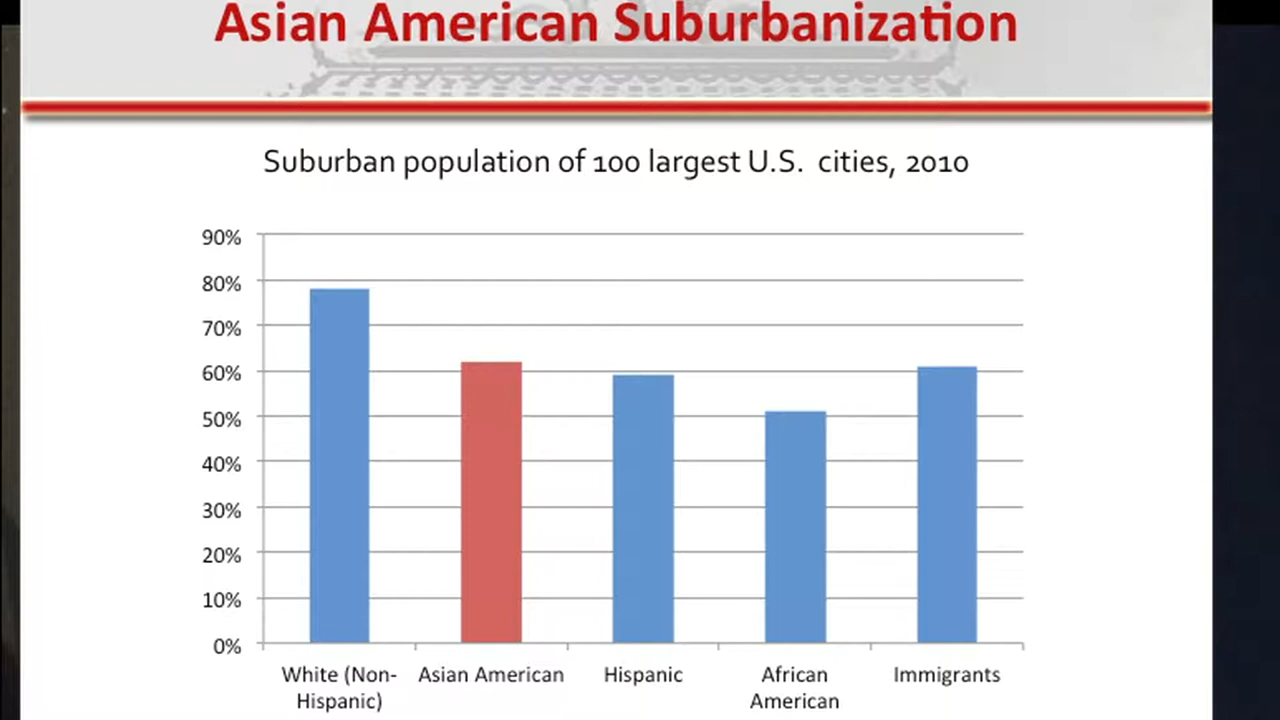 Asian American Suburbanization
Suburban population of 100 largest U.S. cities, 2010
90%
80%
70%
60%
50%
40%
30%
20%
10%
0%
White (Non-
Hispanic)
Asian American
Hispanic
African
American
Immigrants